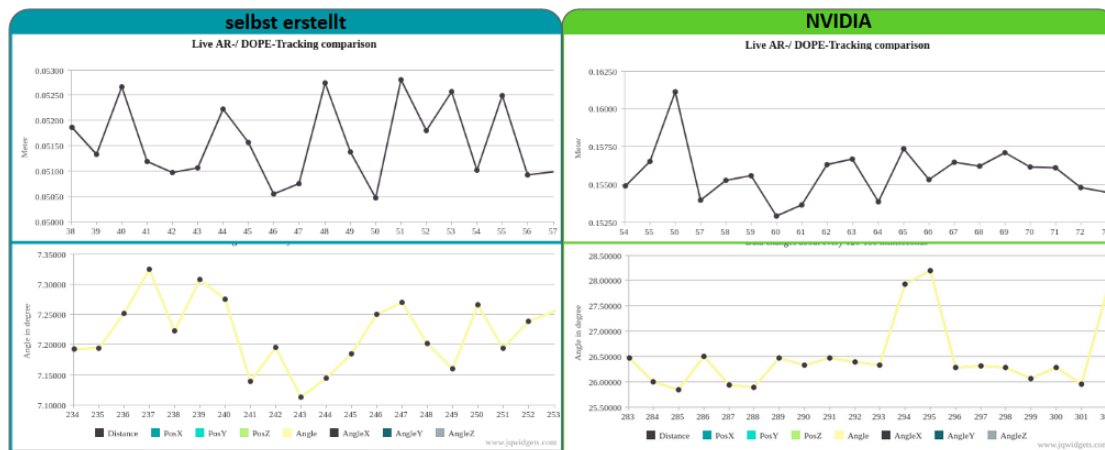 selbst erstellt
Live AR-/ DOPE-Tracking comparison
0.05300
0.05250
0.05200
0.05150
0.05100
0.05050
0.05000
Meter
38 39 40 41 42 43 44 45 46 47 48 49 50 51 52 53 54 55 56 57
7.35000
7.30000
7.25000
7.20000
7.15000
7.10000
Angle in degree
234 235 236 237 238 239 240 241 242 243 244 245 246 247 248 249 250 251 252 253
Distance PosX PosY PosZ Angle AngleX AngleY AngleZ
www.jqwidgets.com
NVIDIA
Live AR-/ DOPE-Tracking comparison
0.16250
0.16000
0.15750
0.15500
0.15250
Meter
54 55 56 57 58 59 60 61 62 63 64 65 66 67 68 69 70 71 72
28.50000
28.00000
27.00000
26.50000
26.00000
25.50000
Angle in degree
283 284 285 286 287 288 289 290 291 292 293 294 295 296 297 298 299 300 301
Distance PosX PosY PosZ Angle AngleX AngleY AngleZ
www.jqwidgets.com